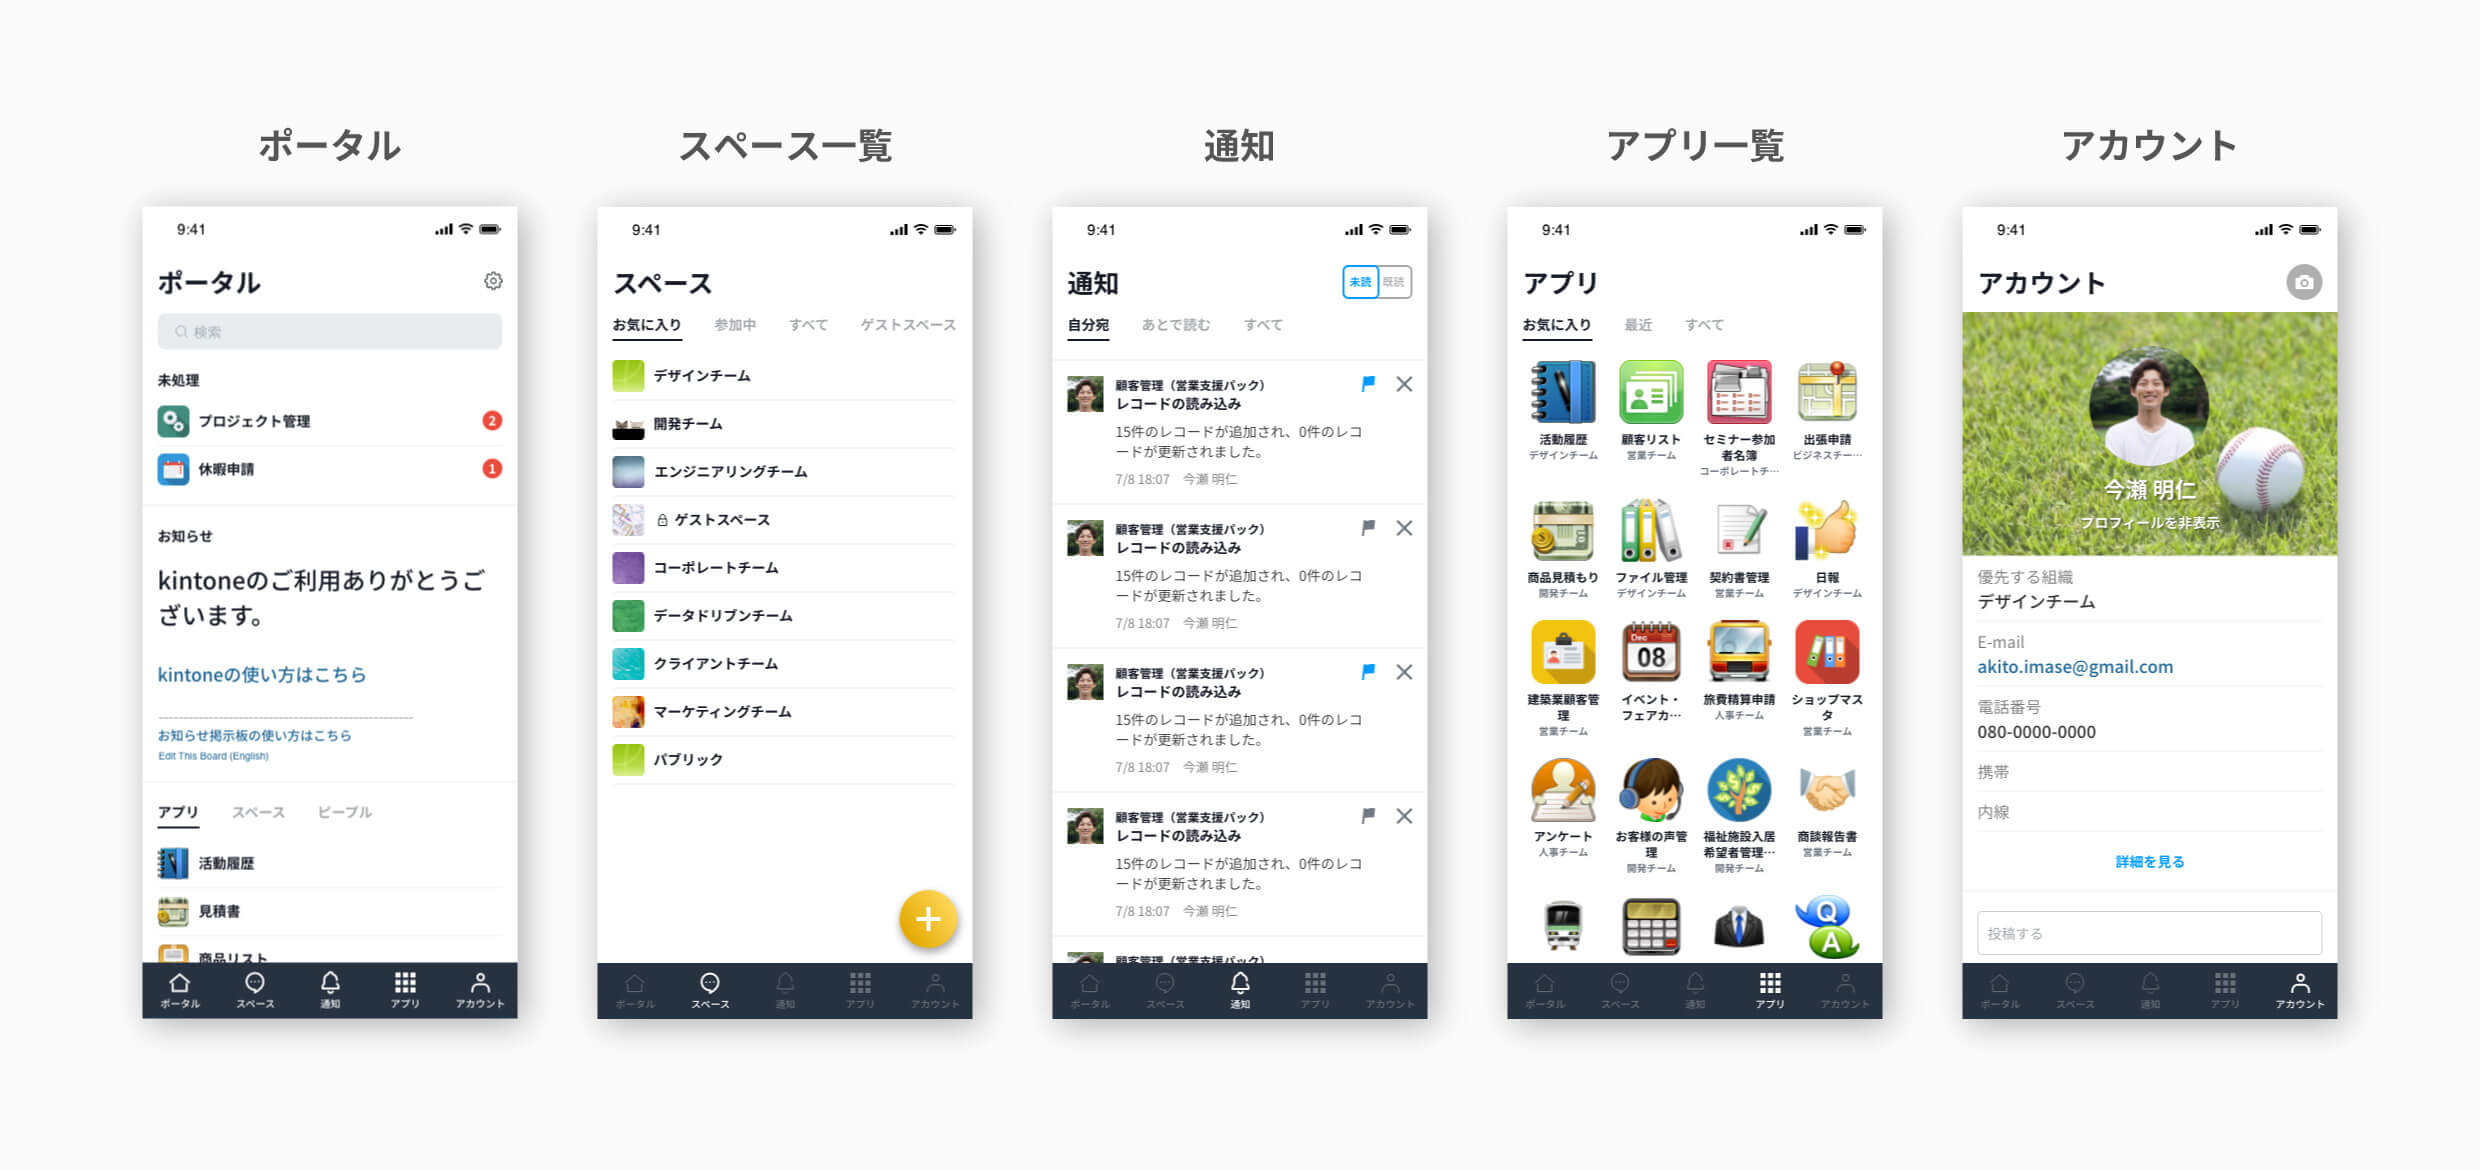 ポータル
スペース一覧
通知
アプリ一覧
アカウント
9:41
ポータル
検索
未処理
プロジェクト管理
2
休暇申請
1
お知らせ
kintoneのご利用ありがとうご
ざいます。
kintoneの使い方はこちら
お知らせ掲示板の使い方はこちら
Edit This Board (English)
アプリ
スペース
ピープル
活動履歴
見積書
商品リスト
ポータル
スペース
通知
アプリ
アカウント
9:41
スペース
お気に入り
参加中
すべて
ゲストスペース
デザインチーム
開発チーム
エンジニアリングチーム
ゲストスペース
コーポレートチーム
データドリブンチーム
クライアントチーム
マーケティングチーム
パブリック
ポータル
スペース
通知
アプリ
アカウント
9:41
通知
未読
既読
自分宛
あとで読む
すべて
顧客管理（営業支援パック）
レコードの読み込み
15件のレコードが追加され、0件のレコ
ードが更新されました。
7/8 18:07 今瀬 明仁
顧客管理（営業支援パック）
レコードの読み込み
15件のレコードが追加され、0件のレコ
ードが更新されました。
7/8 18:07 今瀬 明仁
顧客管理（営業支援パック）
レコードの読み込み
15件のレコードが追加され、0件のレコ
ードが更新されました。
7/8 18:07 今瀬 明仁
顧客管理（営業支援パック）
レコードの読み込み
15件のレコードが追加され、0件のレコ
ードが更新されました。
7/8 18:07 今瀬 明仁
顧客管理（営業支援パック）
ポータル
スペース
通知
アプリ
アカウント
9:41
アプリ
お気に入り
最近
すべて
活動履歴
デザインチーム
顧客リスト
営業チーム
セミナー参加
者名簿
コーポレートチ…
出張申請
ビジネスチー…
商品見積もり
開発チーム
ファイル管理
デザインチーム
契約書管理
営業チーム
日報
デザインチーム
建築業顧客管
理
営業チーム
Dec
08
イベント・
フェアカ…
旅費精算申請
人事チーム
ショップマス
タ
営業チーム
アンケート
人事チーム
お客様の声管
理
開発チーム
福祉施設入居
希望者管理…
開発チーム
商談報告書
営業チーム
Q
A
ポータル
スペース
通知
アプリ
アカウント
9:41
アカウント
今瀬 明仁
プロフィールを非表示
優先する組織
デザインチーム
E-mail
akito.imase@gmail.com
電話番号
080-0000-0000
携帯
内線
詳細を見る
投稿する
ポータル
スペース
通知
アプリ
アカウント